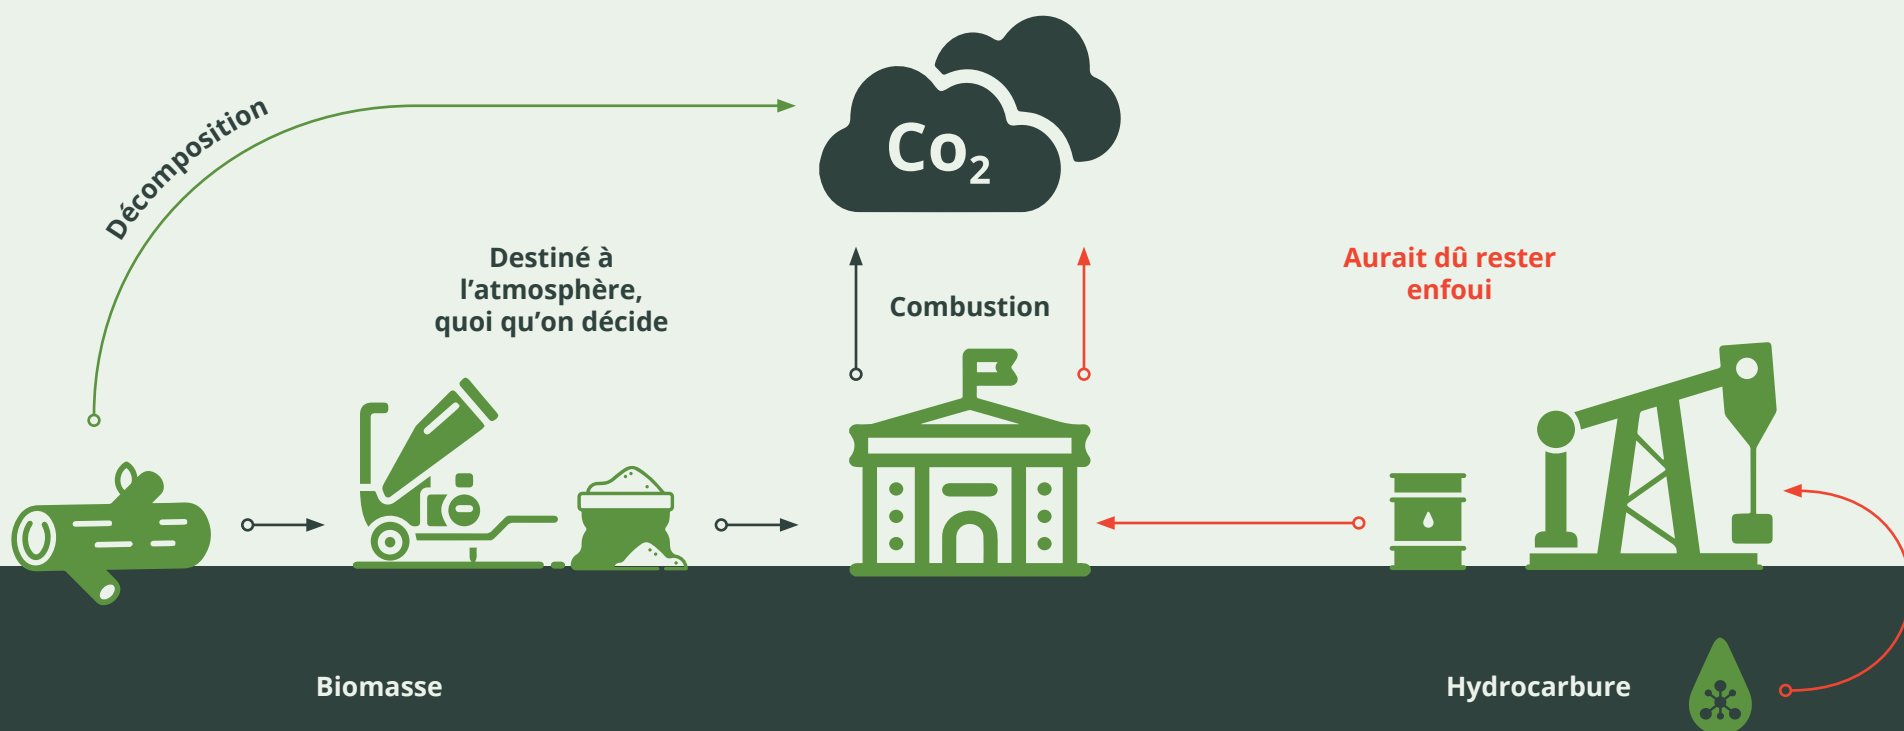 Co₂
Décomposition
Destiné à
l’atmosphère,
quoi qu’on décide
Combustion
Aurait dû rester
enfoui
Biomasse
Hydrocarbure